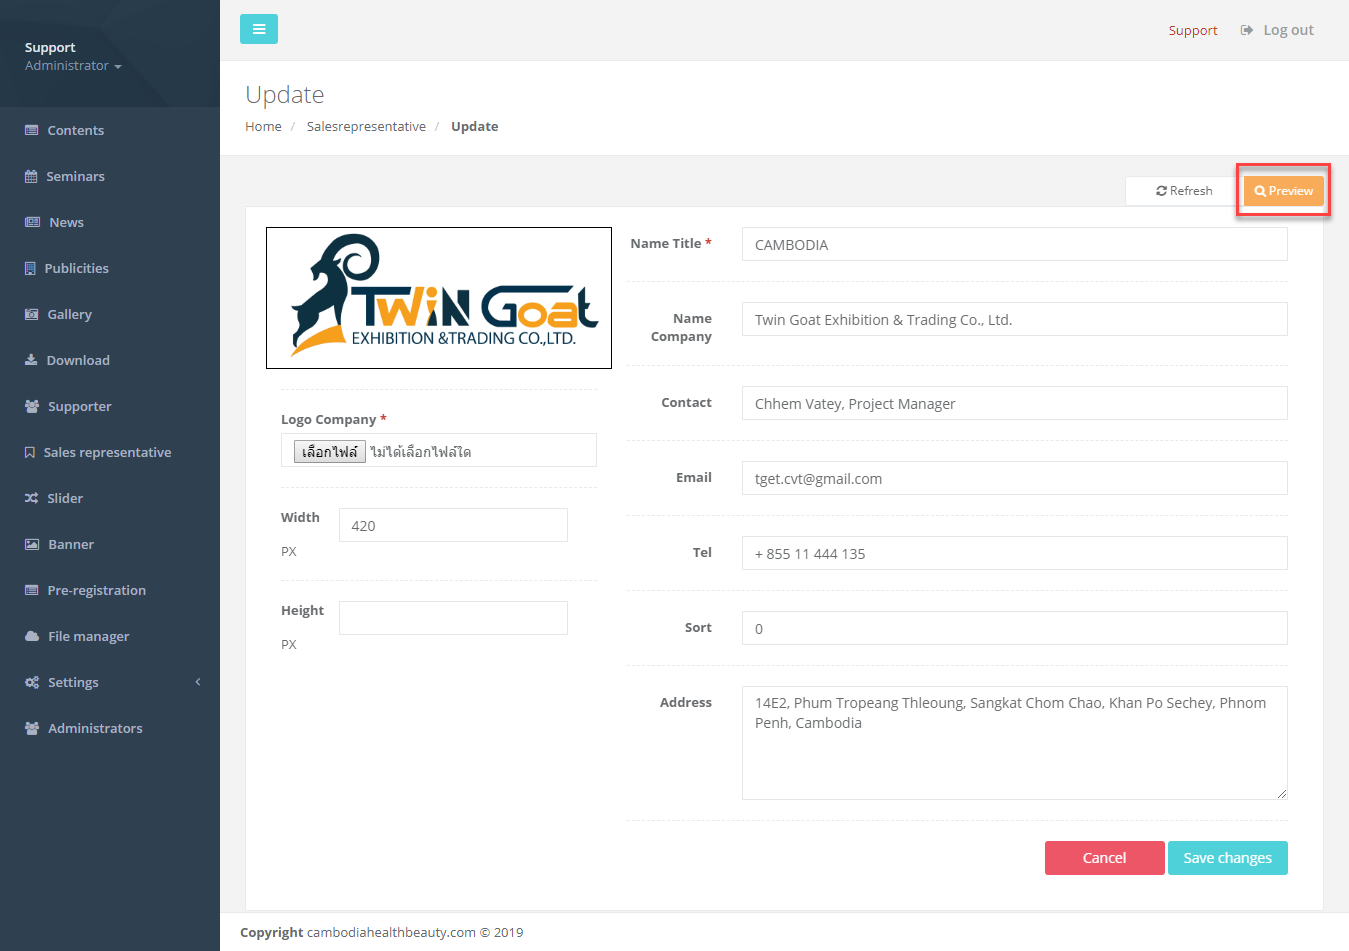 Support
Administrator
Contents
Seminars
News
Publicities
Gallery
Download
Supporter
Sales representative
Slider
Banner
Pre-registration
File manager
Settings
Administrators
Support
Log out
Update
Home / Salesrepresentative / Update
Refresh
Preview
TWIN GOAT
EXHIBITION &TRADING CO.,LTD.
Logo Company *
เลือกไฟล์ ไม่ได้เลือกไฟล์ใด
Width 420
PX
Height
PX
Name Title * CAMBODIA
Name
Company
Twin Goat Exhibition & Trading Co., Ltd.
Contact Chhem Vatey, Project Manager
Email tget.cvt@gmail.com
Tel + 855 11 444 135
Sort 0
Address 14E2, Phum Tropeang Thleoung, Sangkat Chom Chao, Khan Po Sechey, Phnom
Penh, Cambodia
Cancel Save changes
Copyright cambodiahealthbeauty.com © 2019